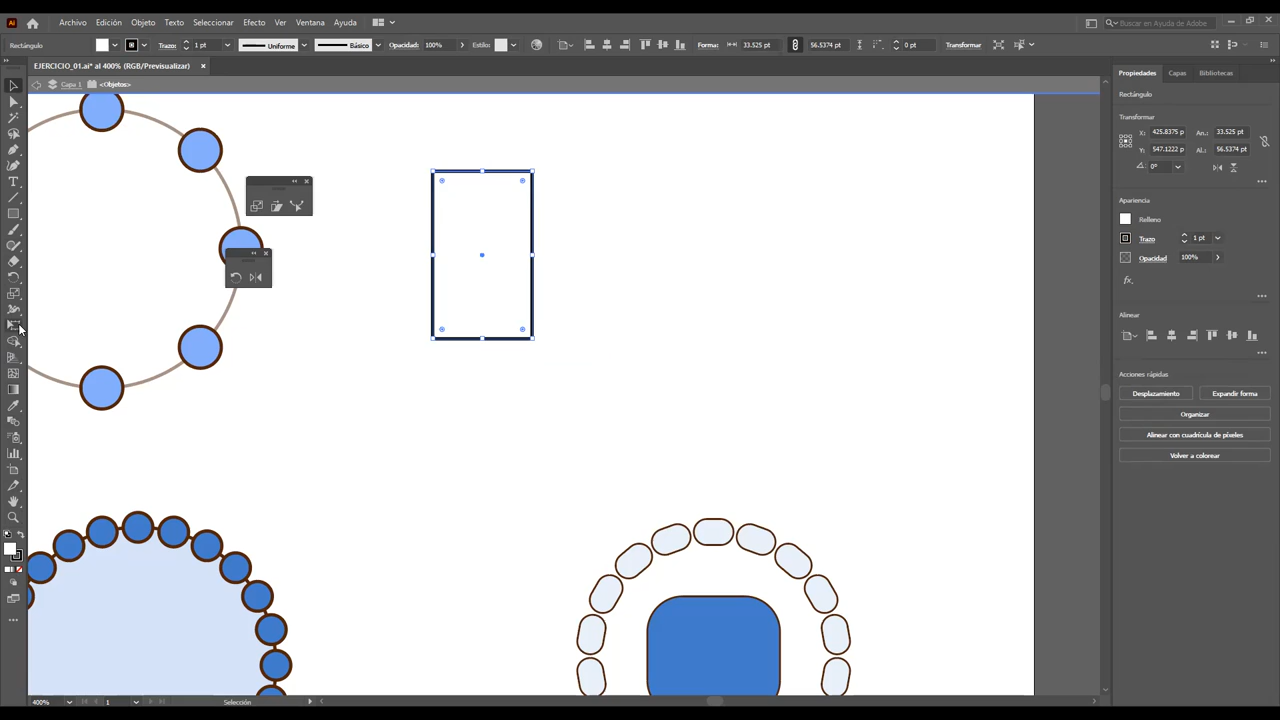 Ai
Archivo Edición Objeto Texto Seleccionar Efecto Ver Ventana Ayuda
Buscar en Ayuda de Adobe
Rectángulo
Trazo: 1 pt
Uniforme
Básico
Opacidad: 100%
Estilo:
Forma: 33.525 pt 56.5374 pt
0 pt
Transformar
EJERCICIO_01.ai* al 400% (RGB/Previsualizar) ×
Capa 1 <Objetos>
Propiedades Capas Bibliotecas
Rectángulo
Transformar
X: 425.8375 p An.: 33.525 pt
Y: 547.1222 p Al.: 56.5374 pt
0°
Apariencia
Relleno
Trazo 1 pt
Opacidad 100%
fx.
Alinear
Acciones rápidas
Desplazamiento Expandir forma
Organizar
Alinear con cuadrícula de píxeles
Volver a colorear
400% 1 Selección